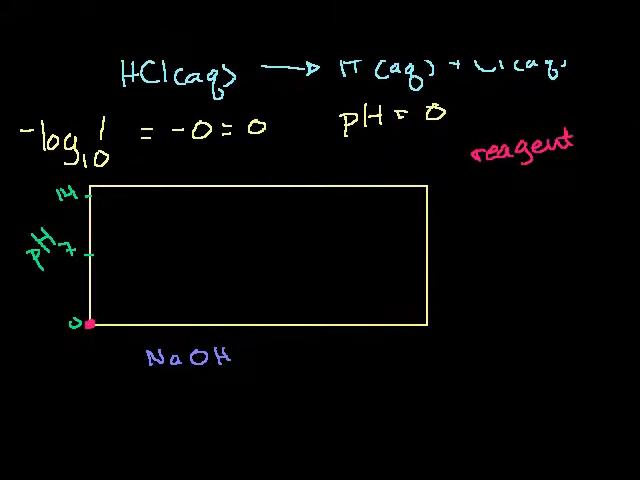 HCl(aq) → H (aq) + Cl(aq)
-log₁₀ 1 = -0 = 0
pH = 0
reagent
14
pH 7
0
NaOH